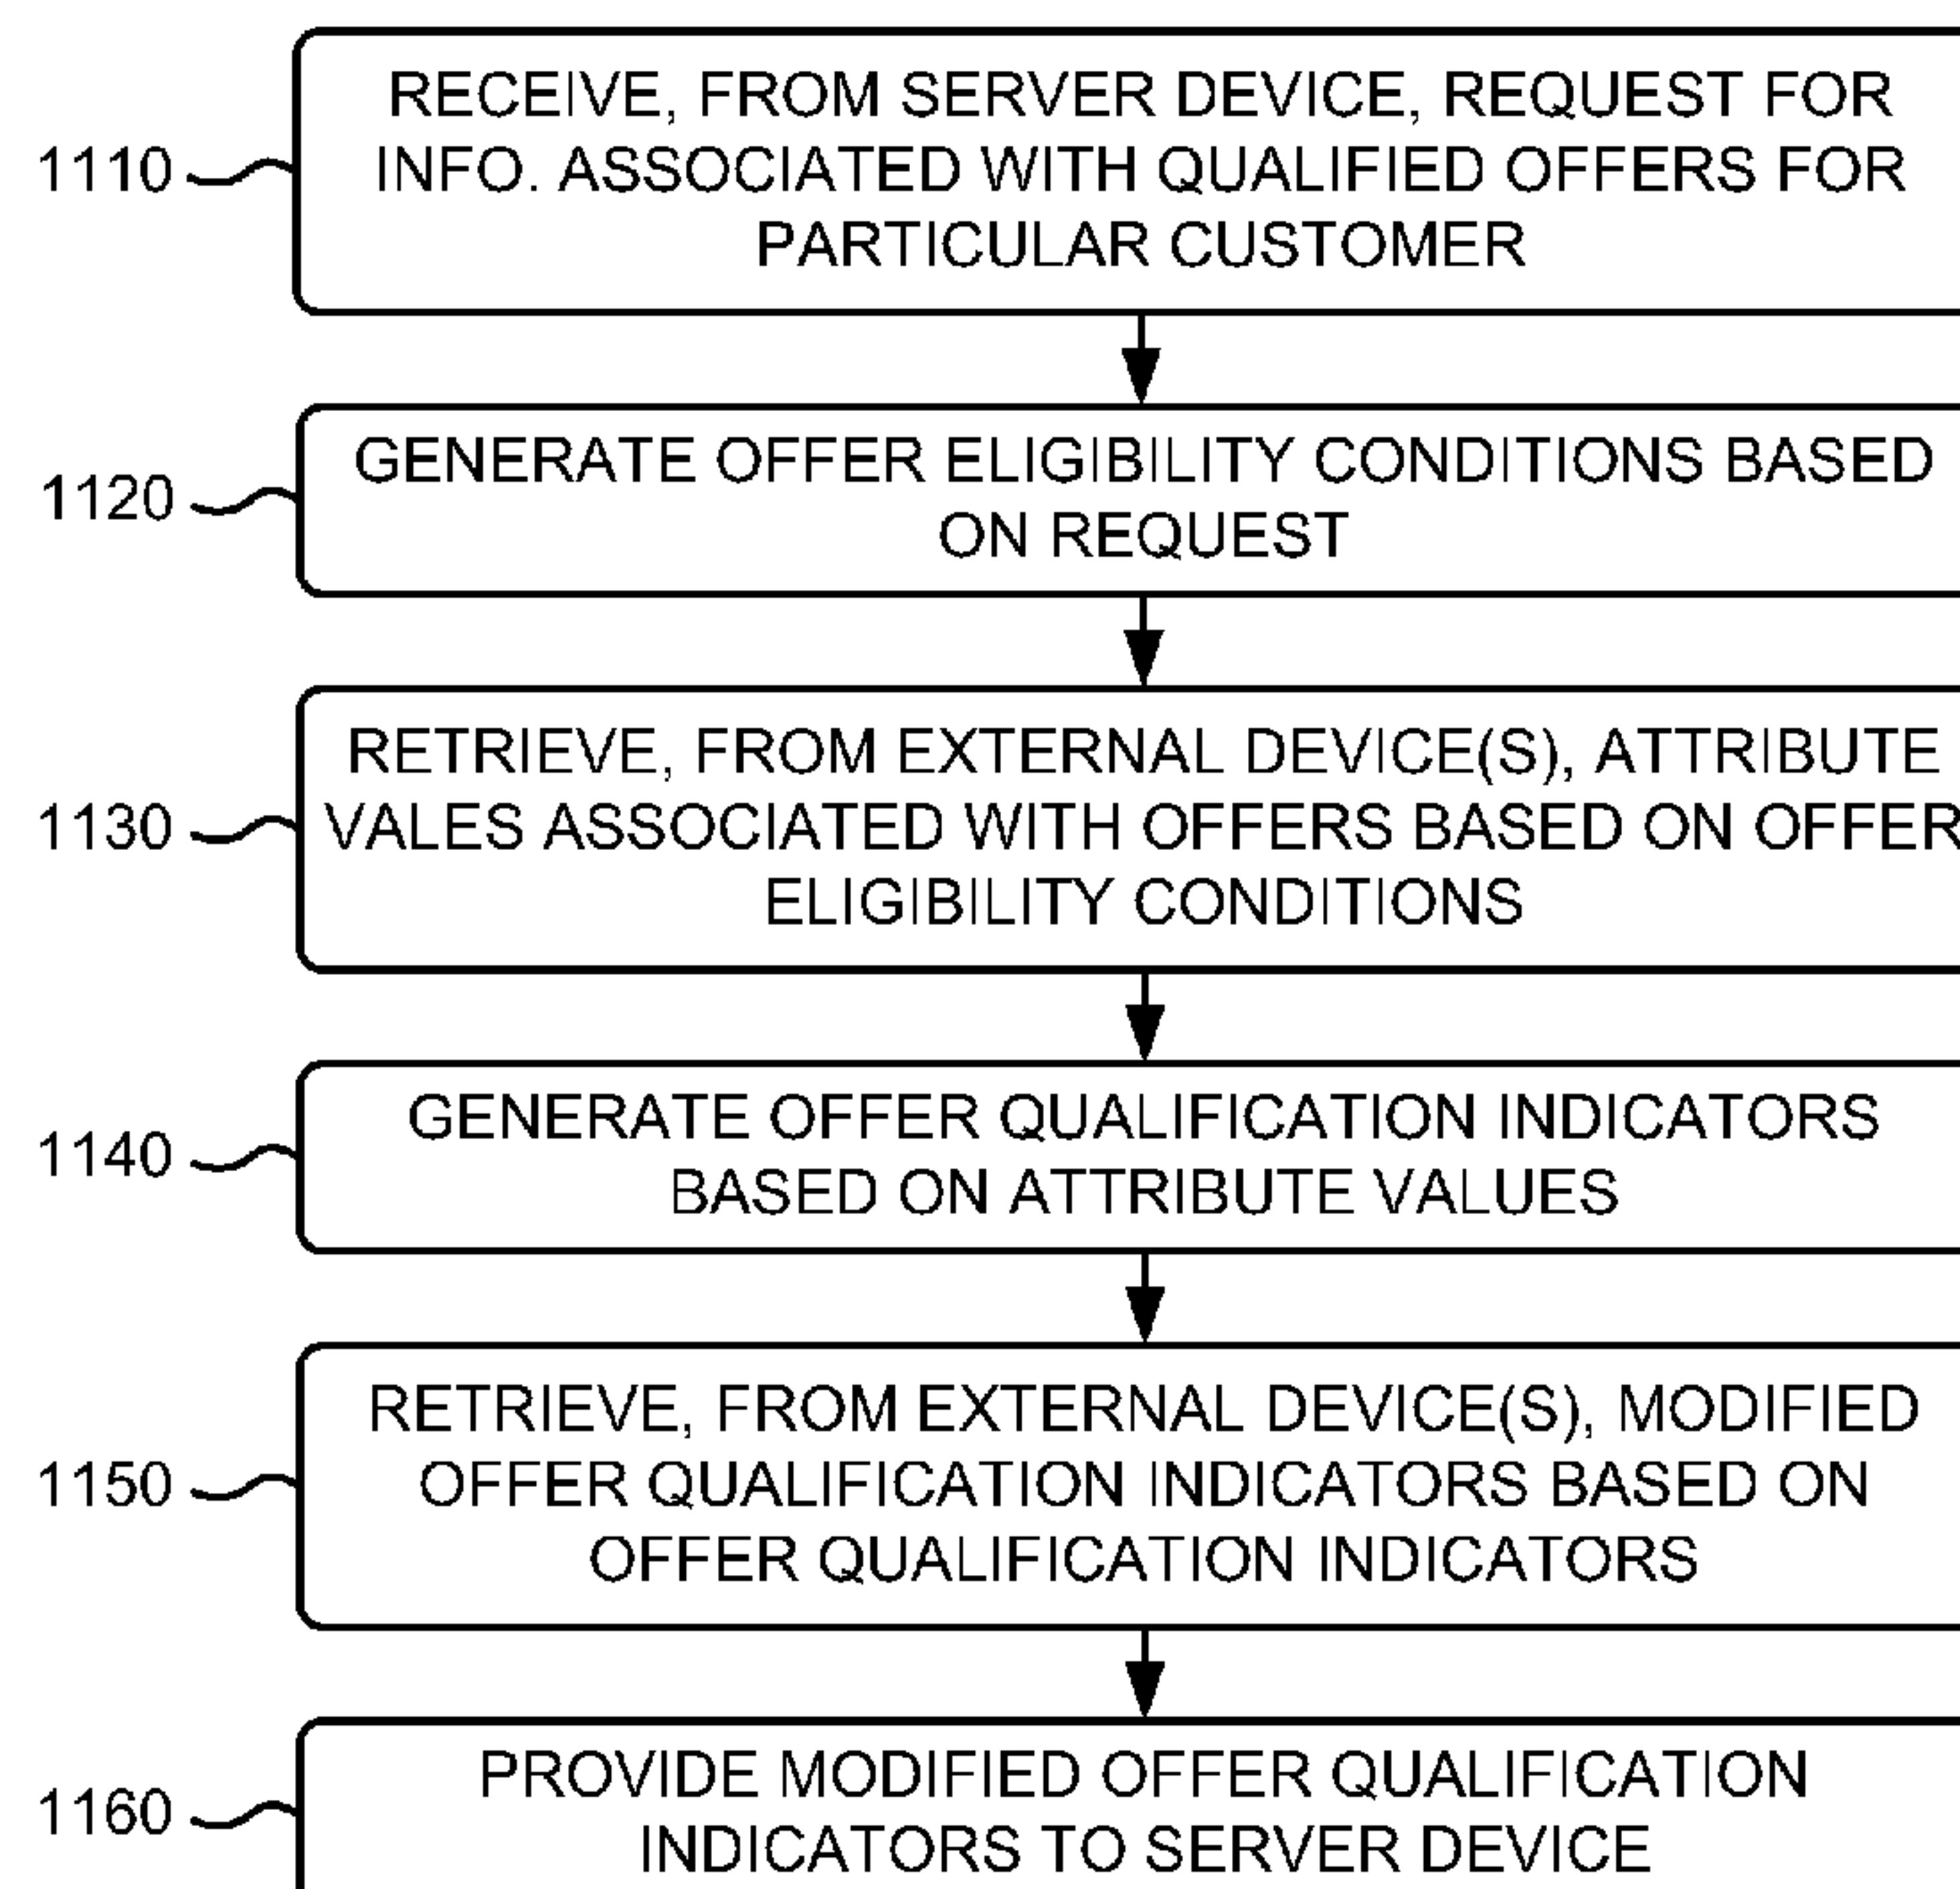 RECEIVE, FROM SERVER DEVICE, REQUEST FOR
1110 INFO. ASSOCIATED WITH QUALIFIED OFFERS FOR
PARTICULAR CUSTOMER
GENERATE OFFER ELIGIBILITY CONDITIONS BASED
1120
ON REQUEST
RETRIEVE, FROM EXTERNAL DEVICE(S), ATTRIBUTE
1130 VALES ASSOCIATED WITH OFFERS BASED ON OFFER
ELIGIBILITY CONDITIONS
GENERATE OFFER QUALIFICATION INDICATORS
1140
BASED ON ATTRIBUTE VALUES
RETRIEVE, FROM EXTERNAL DEVICE(S), MODIFIED
1150 OFFER QUALIFICATION INDICATORS BASED ON
OFFER QUALIFICATION INDICATORS
PROVIDE MODIFIED OFFER QUALIFICATION
1160
INDICATORS TO SERVER DEVICE